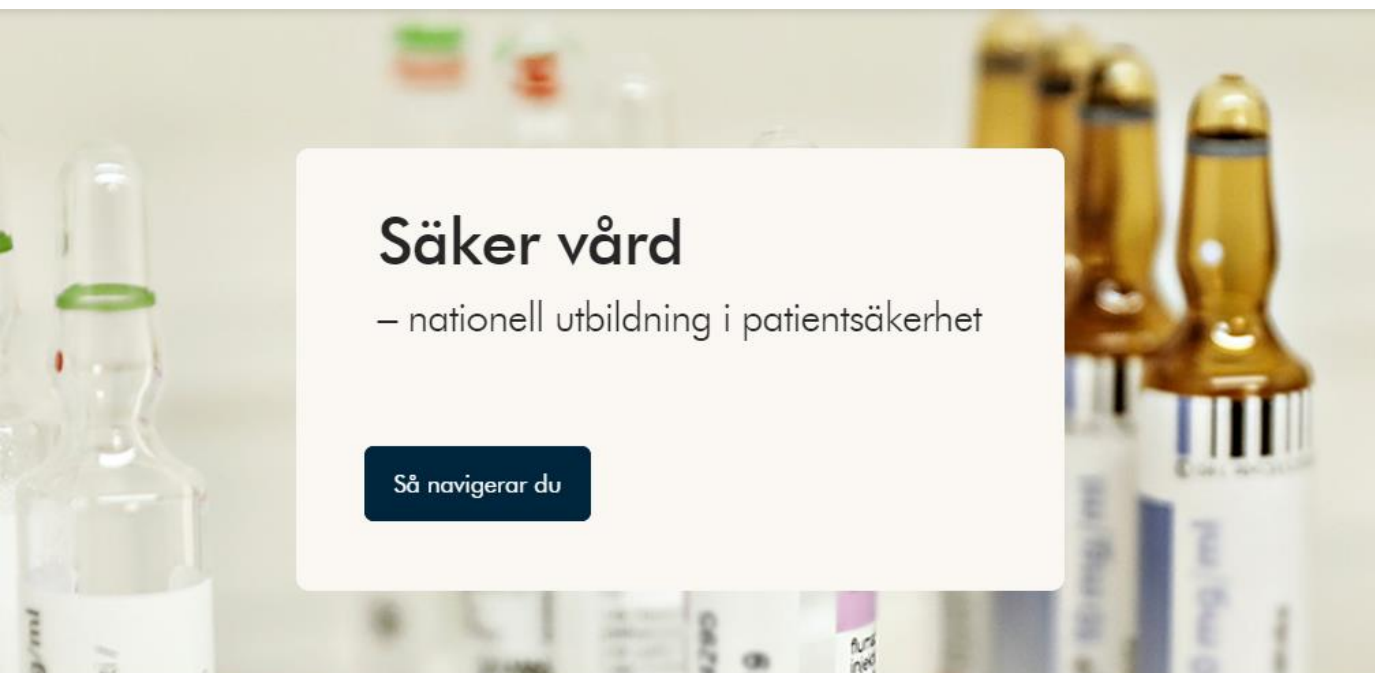 Säker vård
– nationell utbildning i patientsäkerhet
Så navigerar du